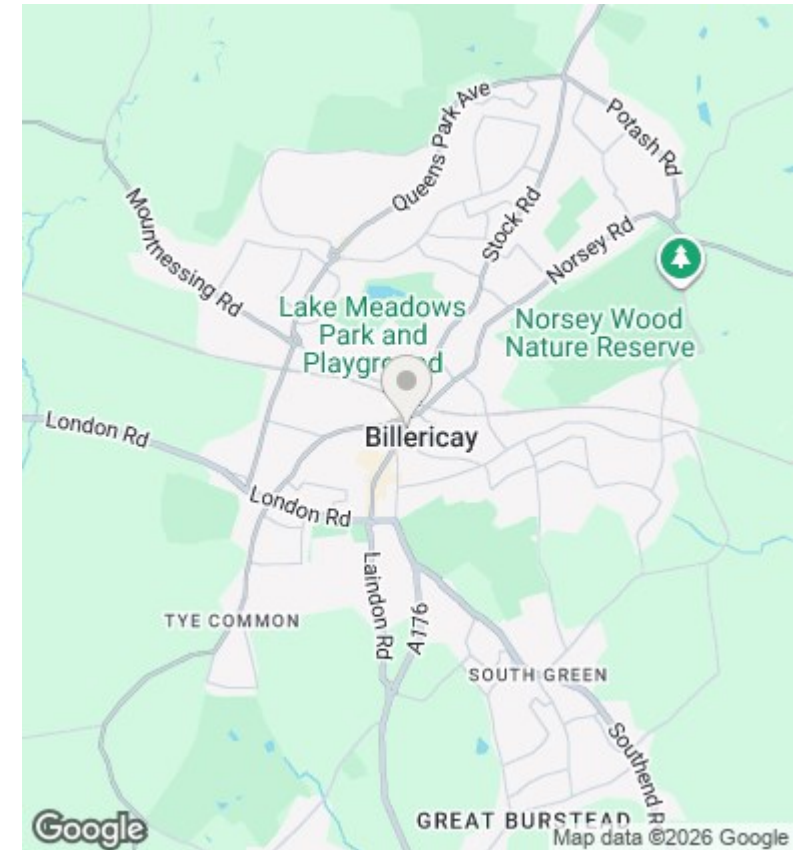 Queens Park Ave
Potash Rd
Mountnessing Rd
Stock Rd
Norsey Rd
Lake Meadows
Park and
Playground
Norsey Wood
Nature Reserve
London Rd
Billericay
London Rd
Laindon Rd
A176
TYE COMMON
SOUTH GREEN
Southend R
GREAT BURSTEAD
Google
Map data ©2026 Google